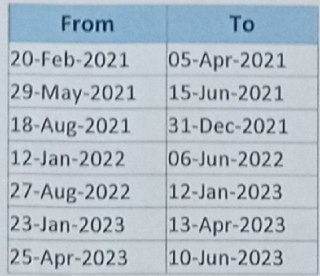 From To
20-Feb-2021 05-Apr-2021
29-May-2021 15-Jun-2021
18-Aug-2021 31-Dec-2021
12-Jan-2022 06-Jun-2022
27-Aug-2022 12-Jan-2023
23-Jan-2023 13-Apr-2023
25-Apr-2023 10-Jun-2023